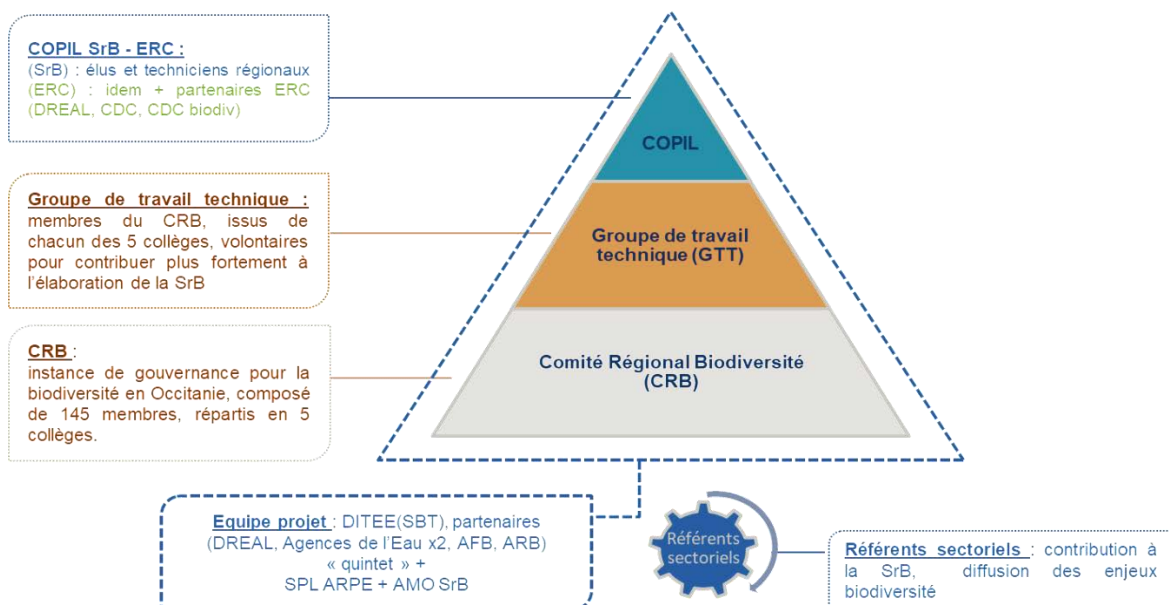 COPIL SrB - ERC :
(SrB) : élus et techniciens régionaux
(ERC) : idem + partenaires ERC
(DREAL, CDC, CDC biodiv)
COPIL
Groupe de travail technique :
membres du CRB, issus de
chacun des 5 collèges, volontaires
pour contribuer plus fortement à
l'élaboration de la SrB
Groupe de travail
technique (GTT)
CRB :
instance de gouvernance pour la
biodiversité en Occitanie, composé
de 145 membres, répartis en 5
collèges.
Comité Régional Biodiversité
(CRB)
Equipe projet : DITEE(SBT), partenaires
(DREAL, Agences de l'Eau x2, AFB, ARB)
« quintet » +
SPL ARPE + AMO SrB
Référents
sectoriels
Référents sectoriels : contribution à
la SrB, diffusion des enjeux
biodiversité